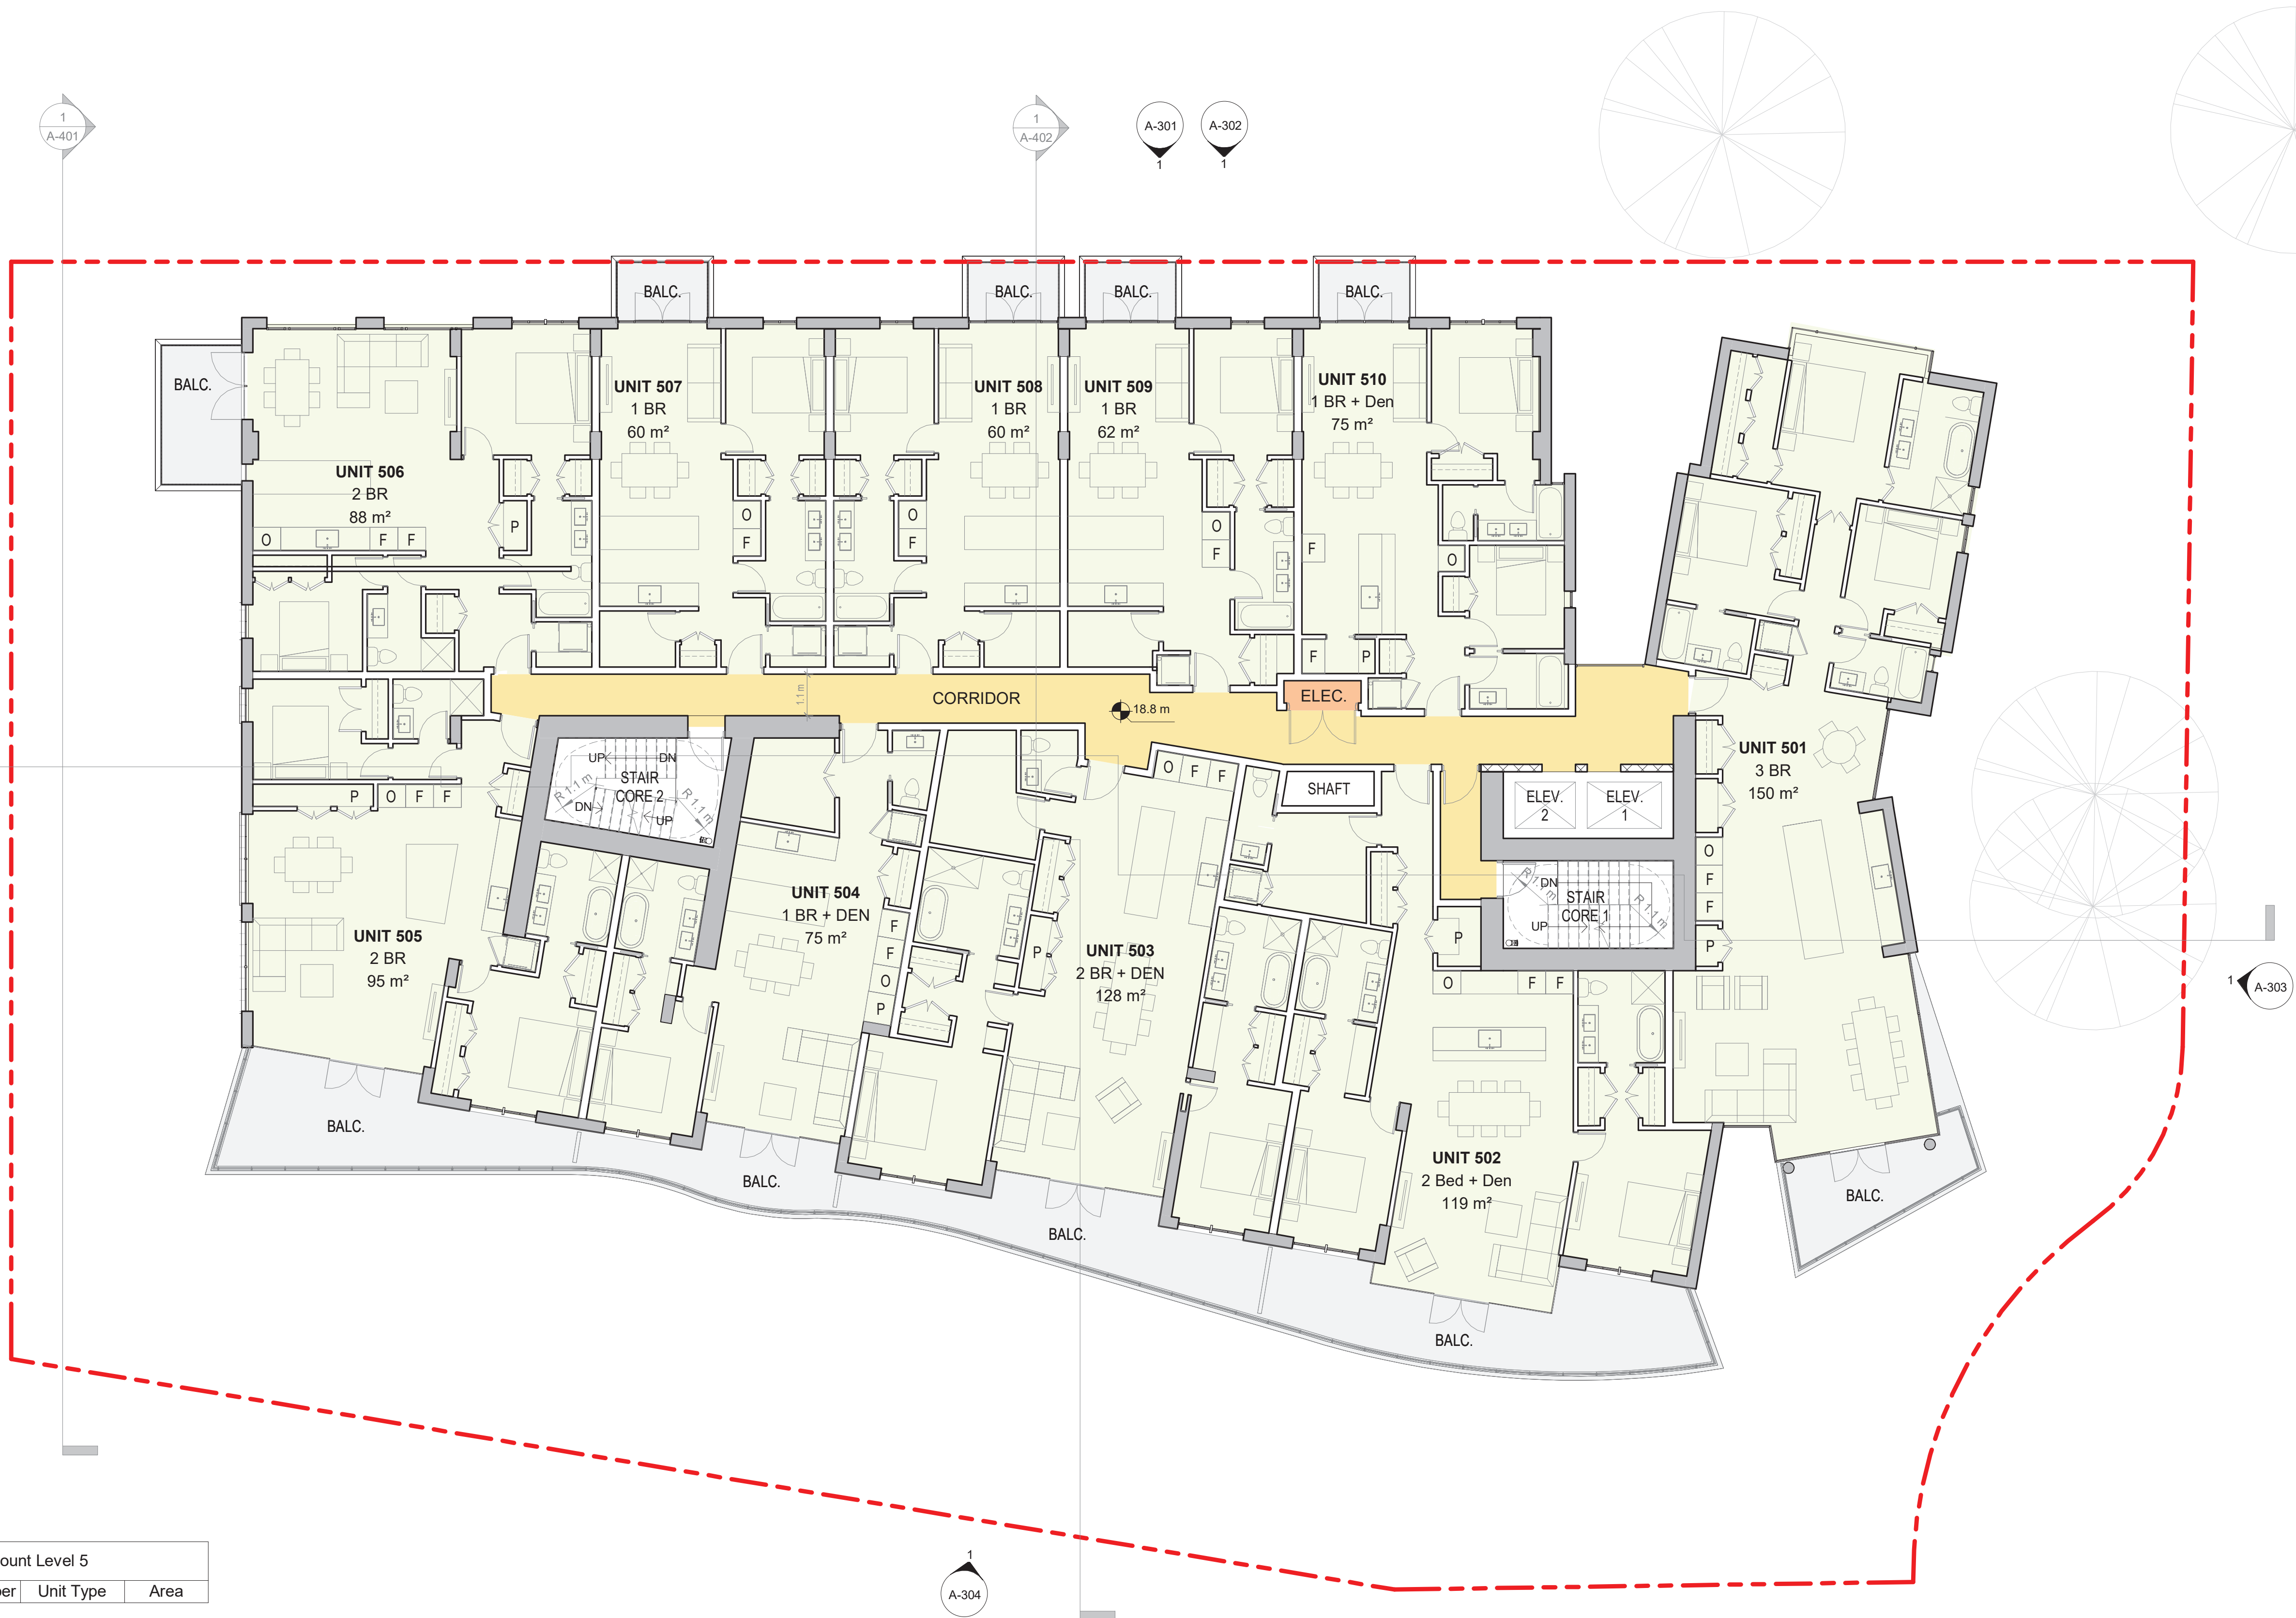 1
A-401
1
A-402
A-301
1
A-302
1
BALC.
BALC.
BALC.
BALC.
BALC.
UNIT 506
2 BR
88 m²
O
F
F
P
UNIT 507
1 BR
60 m²
O
F
UNIT 508
1 BR
60 m²
O
F
UNIT 509
1 BR
62 m²
O
F
UNIT 510
1 BR + Den
75 m²
F
O
F
P
CORRIDOR
1.1 m
18.8 m
ELEC.
UP
DN
STAIR
CORE 2
R 1.1 m
R 1.1 m
DN
UP
SHAFT
ELEV.
2
ELEV.
1
DN
STAIR
CORE 1
R 1.1 m
R 1.1 m
UP
UNIT 501
3 BR
150 m²
O
F
F
P
P
O
F
F
UNIT 505
2 BR
95 m²
UNIT 504
1 BR + DEN
75 m²
F
F
O
P
O
F
F
P
UNIT 503
2 BR + DEN
128 m²
P
O
F
F
UNIT 502
2 Bed + Den
119 m²
BALC.
BALC.
BALC.
BALC.
BALC.
1
A-303
1
A-304
ount Level 5
er
Unit Type
Area